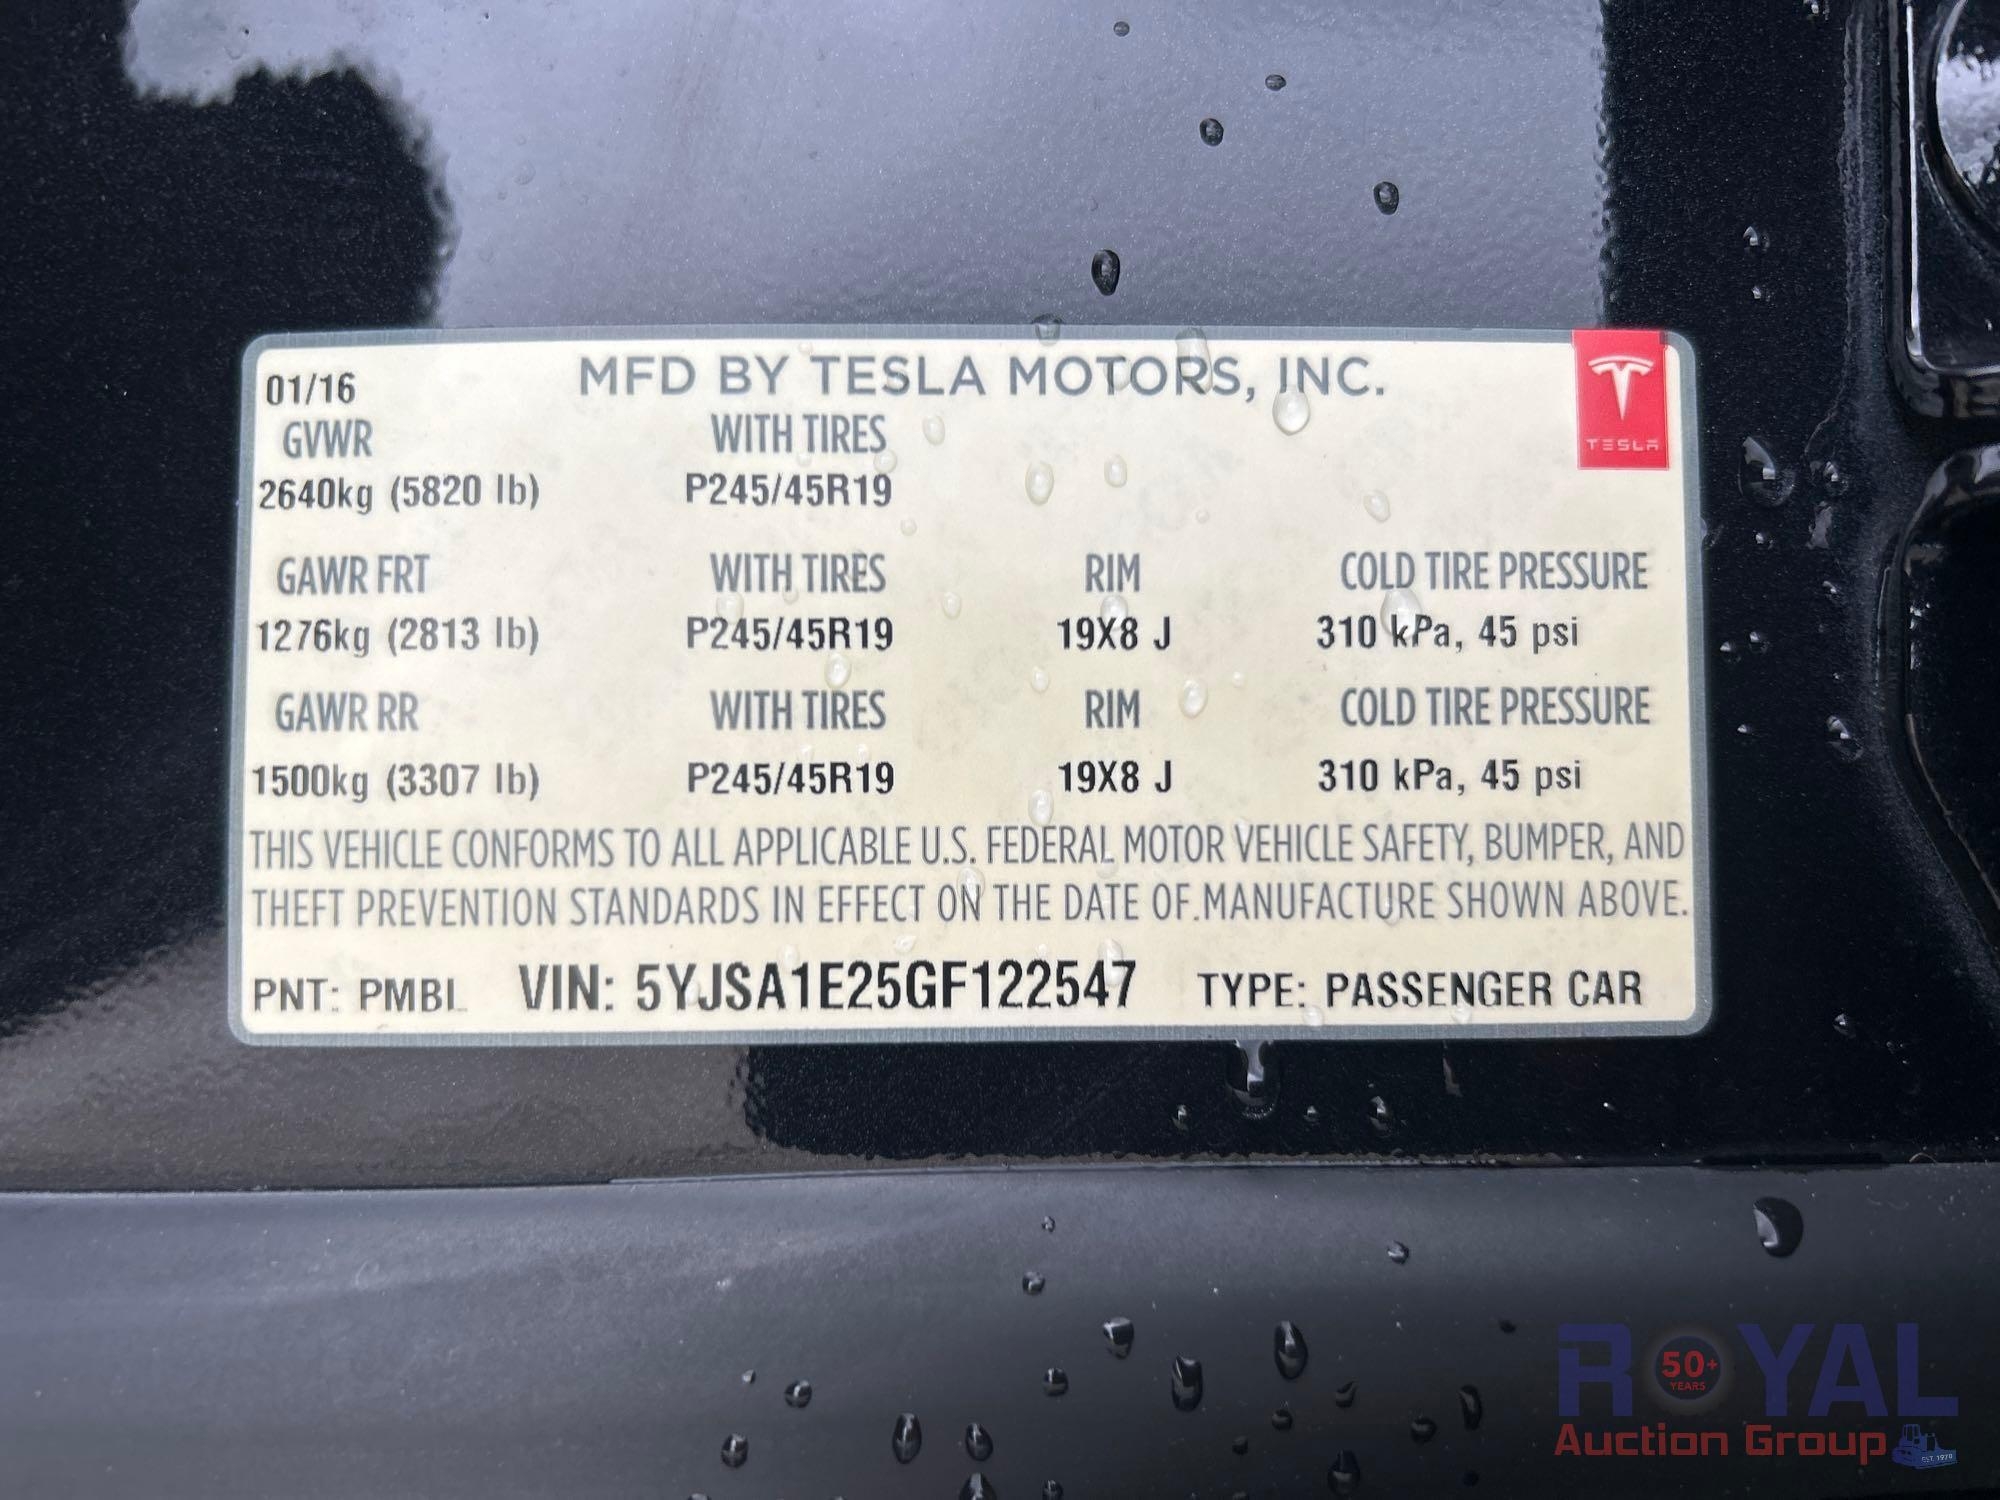 01/16 MFD BY TESLA MOTORS, INC.
TESLA
GVWR WITH TIRES
2640kg (5820 lb) P245/45R19
GAWR FRT WITH TIRES RIM COLD TIRE PRESSURE
1276kg (2813 lb) P245/45R19 19X8 J 310 kPa, 45 psi
GAWR RR WITH TIRES RIM COLD TIRE PRESSURE
1500kg (3307 lb) P245/45R19 19X8 J 310 kPa, 45 psi
THIS VEHICLE CONFORMS TO ALL APPLICABLE U.S. FEDERAL MOTOR VEHICLE SAFETY, BUMPER, AND
THEFT PREVENTION STANDARDS IN EFFECT ON THE DATE OF MANUFACTURE SHOWN ABOVE.
PNT: PMBL VIN: 5YJSA1E25GF122547 TYPE: PASSENGER CAR
ROYAL
50+
YEARS
Auction Group
EST. 1970